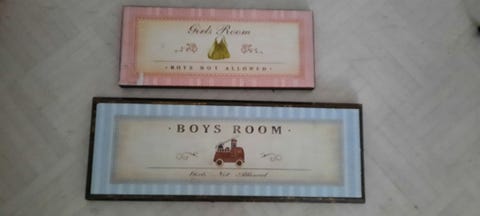 Girls Room
· BOYS NOT ALLOWED ·
· BOYS ROOM ·
Girls Not Allowed